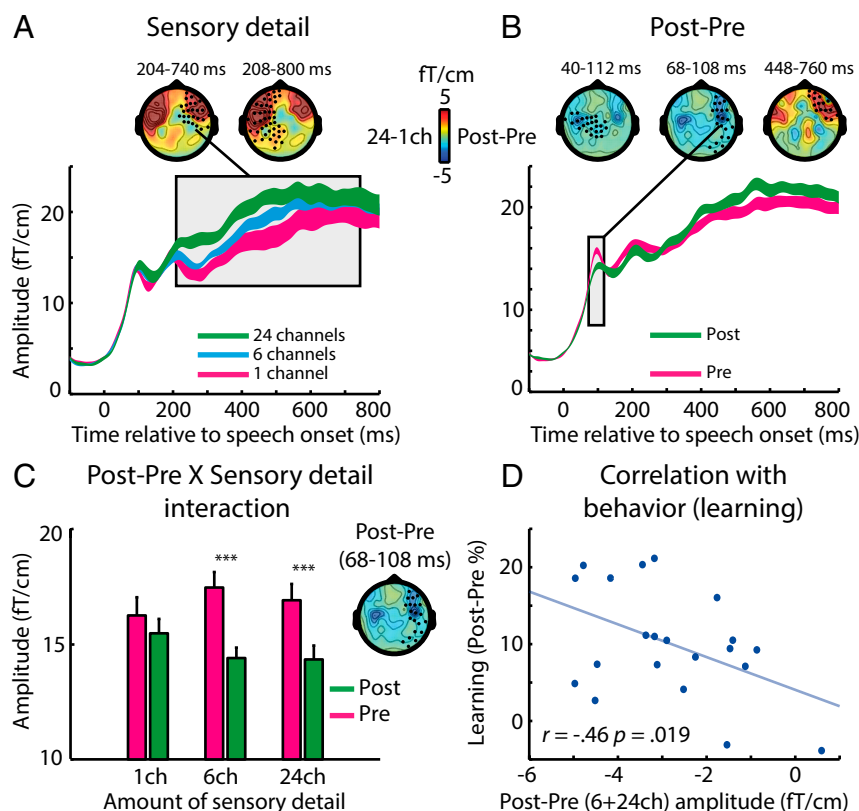 A
Sensory detail
204-740 ms
208-800 ms
fT/cm
5
24-1ch
Post-Pre
-5
Amplitude (fT/cm)
20
10
0
24 channels
6 channels
1 channel
0 200 400 600 800
Time relative to speech onset (ms)
B
Post-Pre
40-112 ms
68-108 ms
448-760 ms
20
10
0
Post
Pre
0 200 400 600 800
Time relative to speech onset (ms)
C
Post-Pre X Sensory detail
interaction
Amplitude (fT/cm)
20
15
10
***
***
Post-Pre
(68-108 ms)
Post
Pre
1ch 6ch 24ch
Amount of sensory detail
D
Correlation with
behavior (learning)
Learning (Post-Pre %)
20
10
0
r = -.46 p = .019
-6 -4 -2 0
Post-Pre (6+24ch) amplitude (fT/cm)